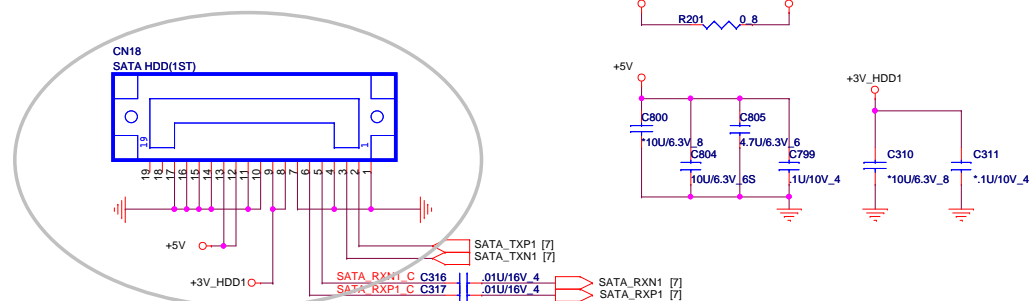 R201 0_8
CN18
SATA HDD(1ST)
+5V
+3V_HDD1
C800
*10U/6.3V_8
C805
4.7U/6.3V_6
C804
10U/6.3V_6S
C799
.1U/10V_4
C310
*10U/6.3V_8
C311
*.1U/10V_4
19 1
19 18 17 16 15 14 13 12 11 10 9 8 7 6 5 4 3 2 1
+5V
SATA_TXP1 [7]
SATA_TXN1 [7]
+3V_HDD1
SATA_RXN1_C C316 .01U/16V_4 SATA_RXN1 [7]
SATA_RXP1_C C317 .01U/16V_4 SATA_RXP1 [7]